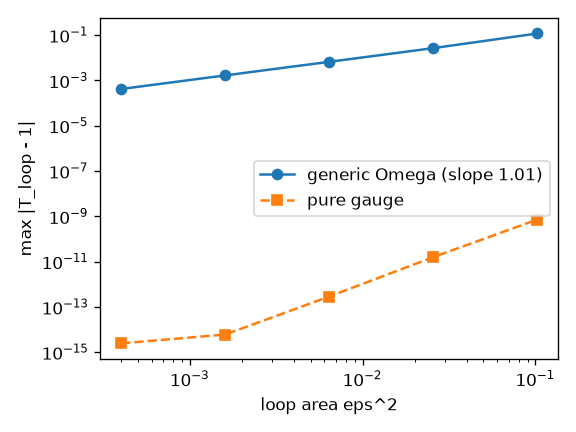 10^-1
10^-3
10^-5
10^-7
10^-9
10^-11
10^-13
10^-15
max |T_loop - 1|
generic Omega (slope 1.01)
pure gauge
10^-3 10^-2 10^-1
loop area eps^2